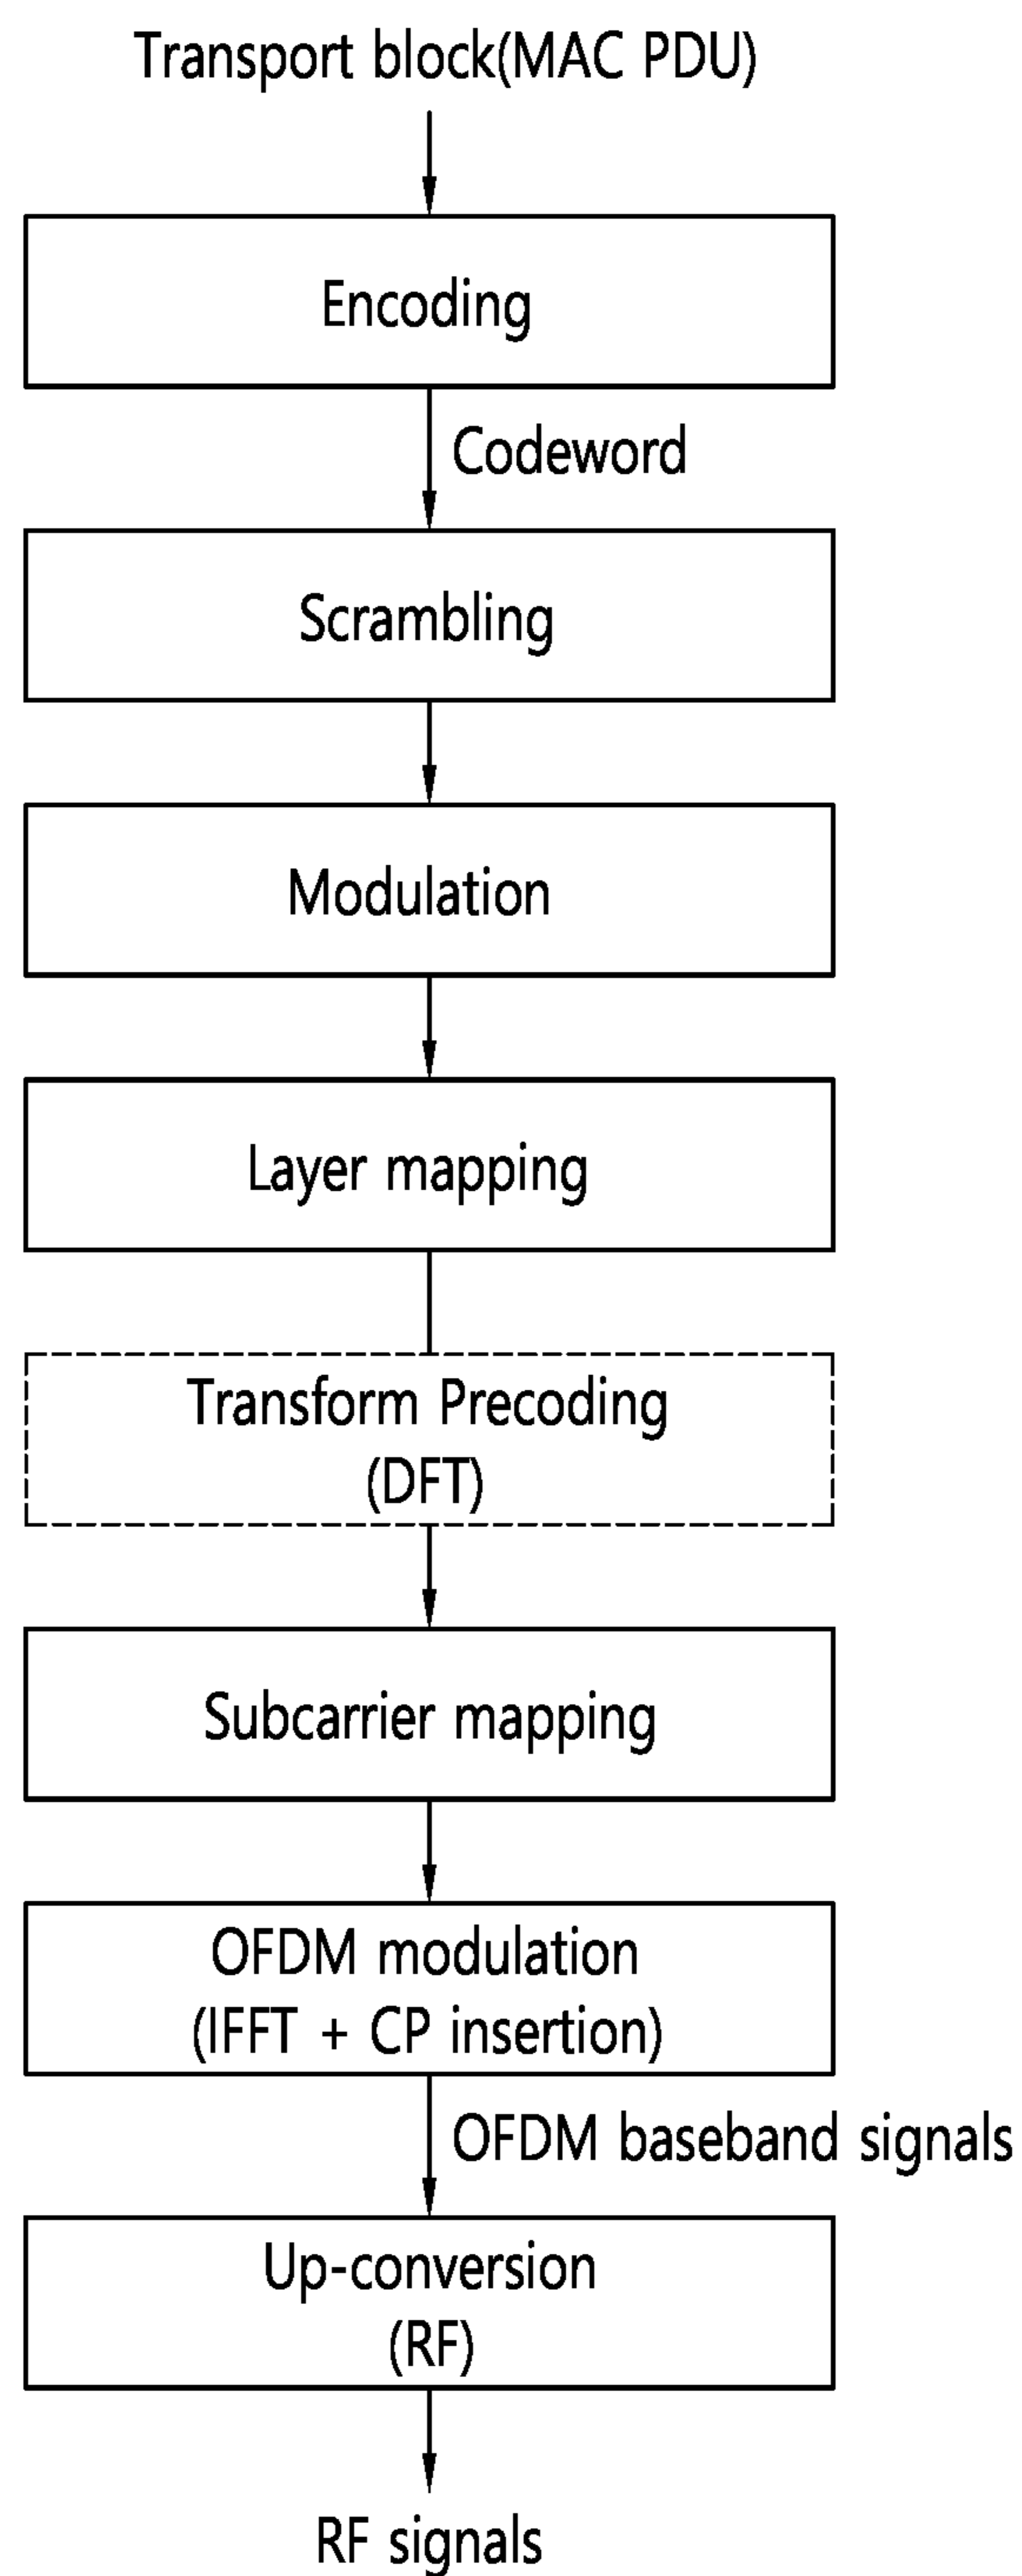 Transport block(MAC PDU)
Encoding
Codeword
Scrambling
Modulation
Layer mapping
Transform Precoding
(DFT)
Subcarrier mapping
OFDM modulation
(IFFT + CP insertion)
OFDM baseband signals
Up-conversion
(RF)
RF signals